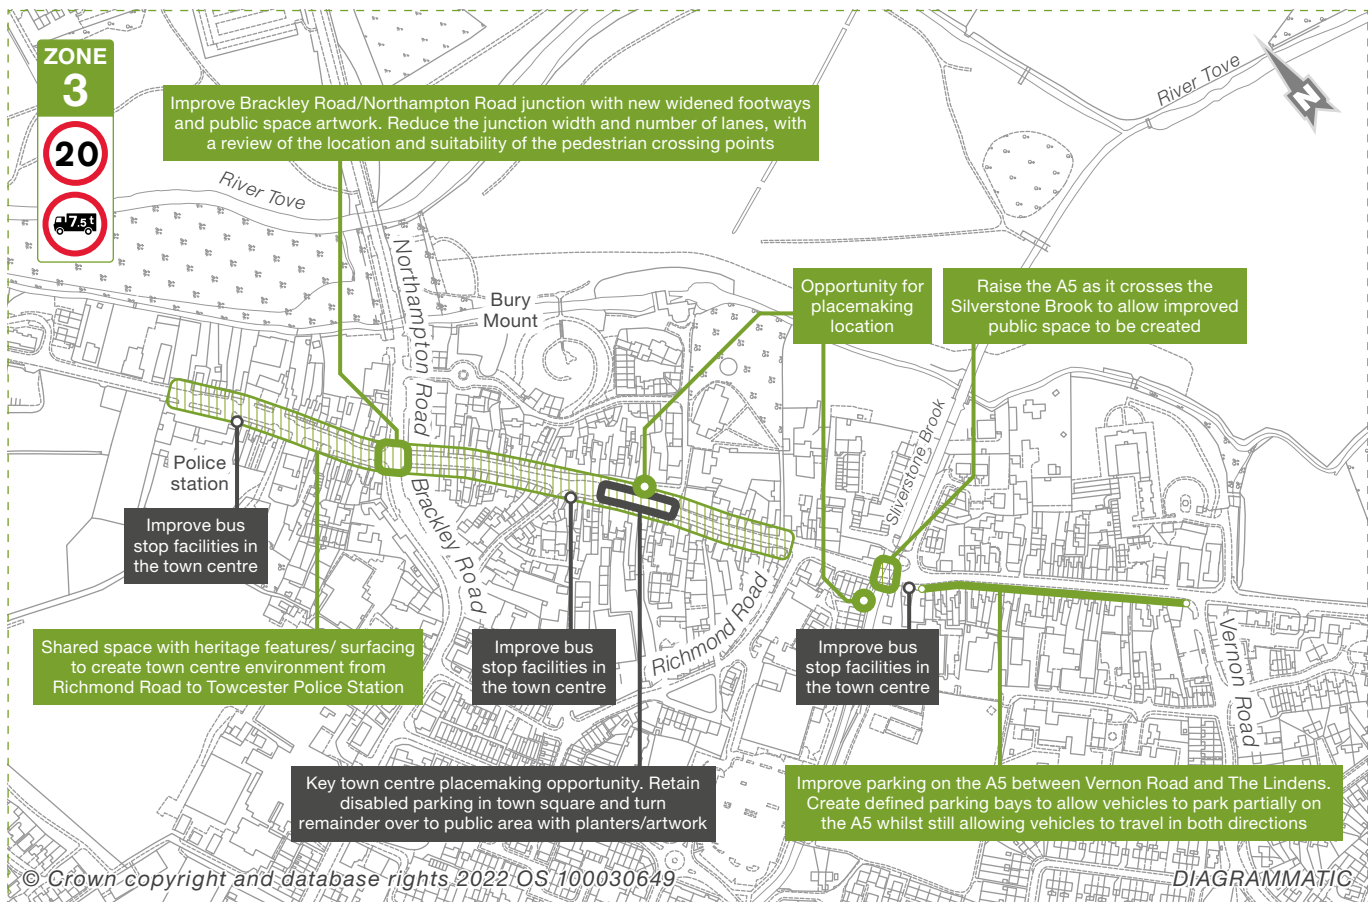 ZONE
3
20
7.5t
Improve Brackley Road/Northampton Road junction with new widened footways
and public space artwork. Reduce the junction width and number of lanes, with
a review of the location and suitability of the pedestrian crossing points
River Tove
N
River Tove
Northampton Road
Bury
Mount
Opportunity for
placemaking
location
Raise the A5 as it crosses the
Silverstone Brook to allow improved
public space to be created
Silverstone Brook
Police
station
Brackley Road
Improve bus
stop facilities in
the town centre
Richmond Road
Vernon Road
Shared space with heritage features/ surfacing
to create town centre environment from
Richmond Road to Towcester Police Station
Improve bus
stop facilities in
the town centre
Improve bus
stop facilities in
the town centre
Key town centre placemaking opportunity. Retain
disabled parking in town square and turn
remainder over to public area with planters/artwork
Improve parking on the A5 between Vernon Road and The Lindens.
Create defined parking bays to allow vehicles to park partially on
the A5 whilst still allowing vehicles to travel in both directions
© Crown copyright and database rights 2022 OS 100030649
DIAGRAMMATIC